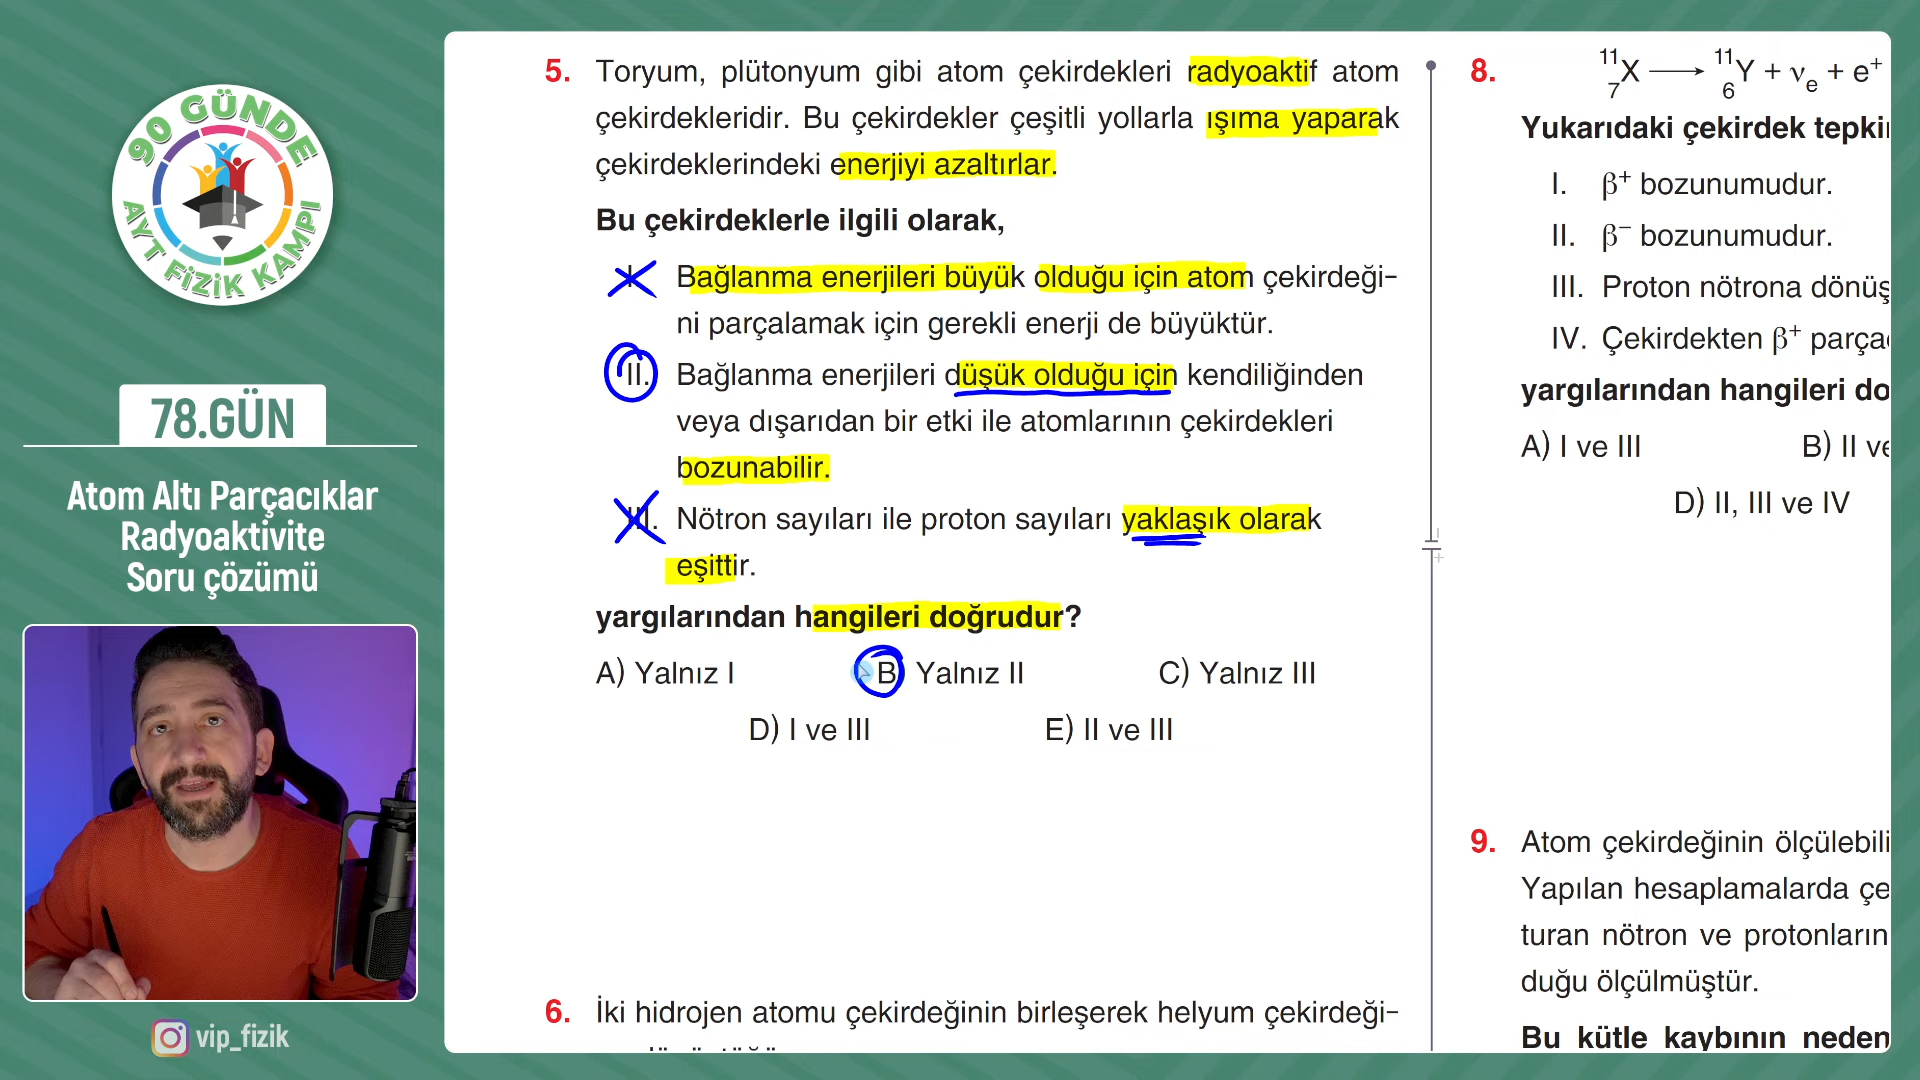 90 GÜNDE
AYT FİZİK KAMPI
78.GÜN
Atom Altı Parçacıklar
Radyoaktivite
Soru çözümü
vip_fizik
5. Toryum, plütonyum gibi atom çekirdekleri radyoaktif atom
çekirdekleridir. Bu çekirdekler çeşitli yollarla ışıma yaparak
çekirdeklerindeki enerjiyi azaltırlar.
Bu çekirdeklerle ilgili olarak,
I. Bağlanma enerjileri büyük olduğu için atom çekirdeği-
ni parçalamak için gerekli enerji de büyüktür.
II. Bağlanma enerjileri düşük olduğu için kendiliğinden
veya dışarıdan bir etki ile atomlarının çekirdekleri
bozunabilir.
III. Nötron sayıları ile proton sayıları yaklaşık olarak
eşittir.
yargılarından hangileri doğrudur?
A) Yalnız I B) Yalnız II C) Yalnız III
D) I ve III E) II ve III
6. İki hidrojen atomu çekirdeğinin birleşerek helyum çekirdeği-
8. ¹¹₇X ⟶ ¹¹₆Y + νₑ + e⁺
Yukarıdaki çekirdek tepki
I. β⁺ bozunumudur.
II. β⁻ bozunumudur.
III. Proton nötrona dönüş
IV. Çekirdekten β⁺ parça
yargılarından hangileri do
A) I ve III B) II ve
D) II, III ve IV
9. Atom çekirdeğinin ölçülebili
Yapılan hesaplamalarda çe
turan nötron ve protonların
duğu ölçülmüştür.
Bu kütle kaybının neden